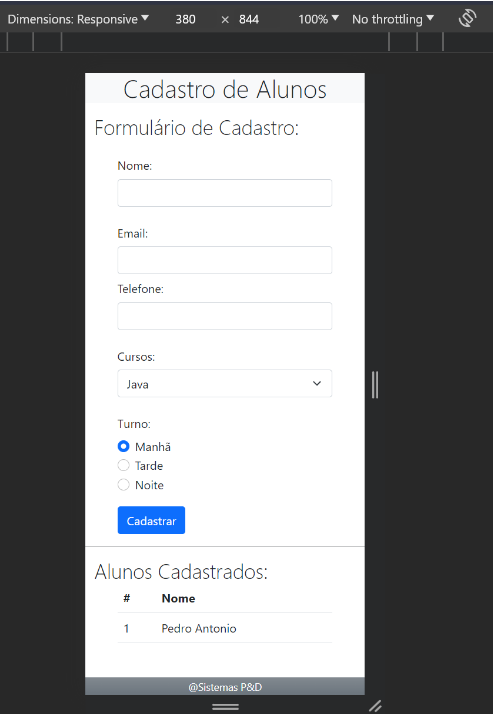 Dimensions: Responsive 380 × 844 100% No throttling
Cadastro de Alunos
Formulário de Cadastro:
Nome:
Email:
Telefone:
Cursos:
Java
Turno:
Manhã
Tarde
Noite
Cadastrar
Alunos Cadastrados:
# Nome
1 Pedro Antonio
@Sistemas P&D